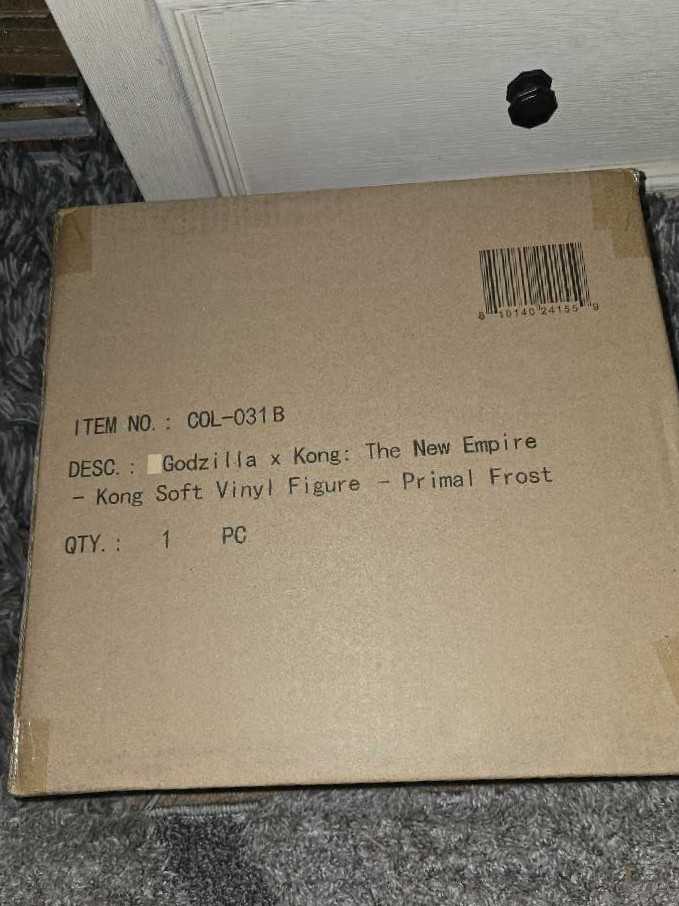 8 10140 24155 9
ITEM NO.: COL-031B
DESC.: Godzilla x Kong: The New Empire
- Kong Soft Vinyl Figure - Primal Frost
QTY.: 1 PC